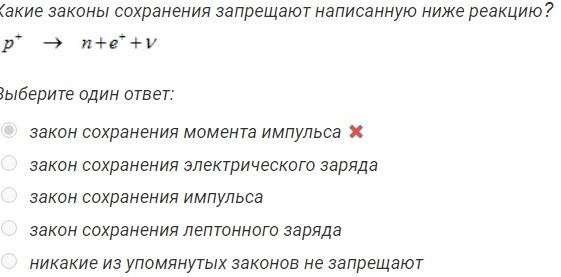 Какие законы сохранения запрещают написанную ниже реакцию?
p⁺ → n+e⁺+ν
Выберите один ответ:
закон сохранения момента импульса ✖
закон сохранения электрического заряда
закон сохранения импульса
закон сохранения лептонного заряда
никакие из упомянутых законов не запрещают